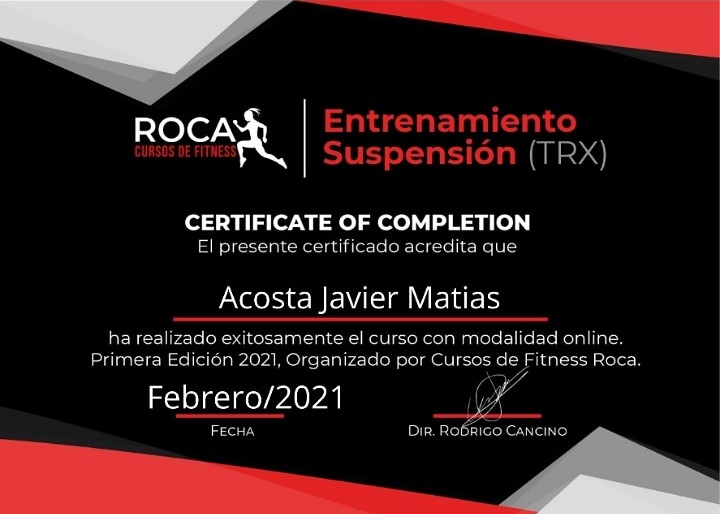 ROCA
CURSOS DE FITNESS
Entrenamiento
Suspensión (TRX)
CERTIFICATE OF COMPLETION
El presente certificado acredita que
Acosta Javier Matias
ha realizado exitosamente el curso con modalidad online.
Primera Edición 2021, Organizado por Cursos de Fitness Roca.
Febrero/2021
FECHA
DIR. RODRIGO CANCINO